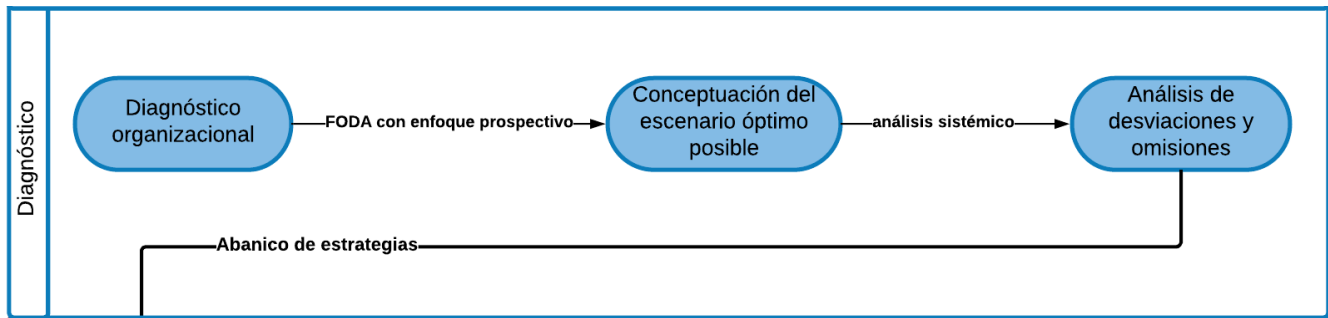 Diagnóstico
Diagnóstico
organizacional
FODA con enfoque prospectivo
Conceptuación del
escenario óptimo
posible
análisis sistémico
Análisis de
desviaciones y
omisiones
Abanico de estrategias